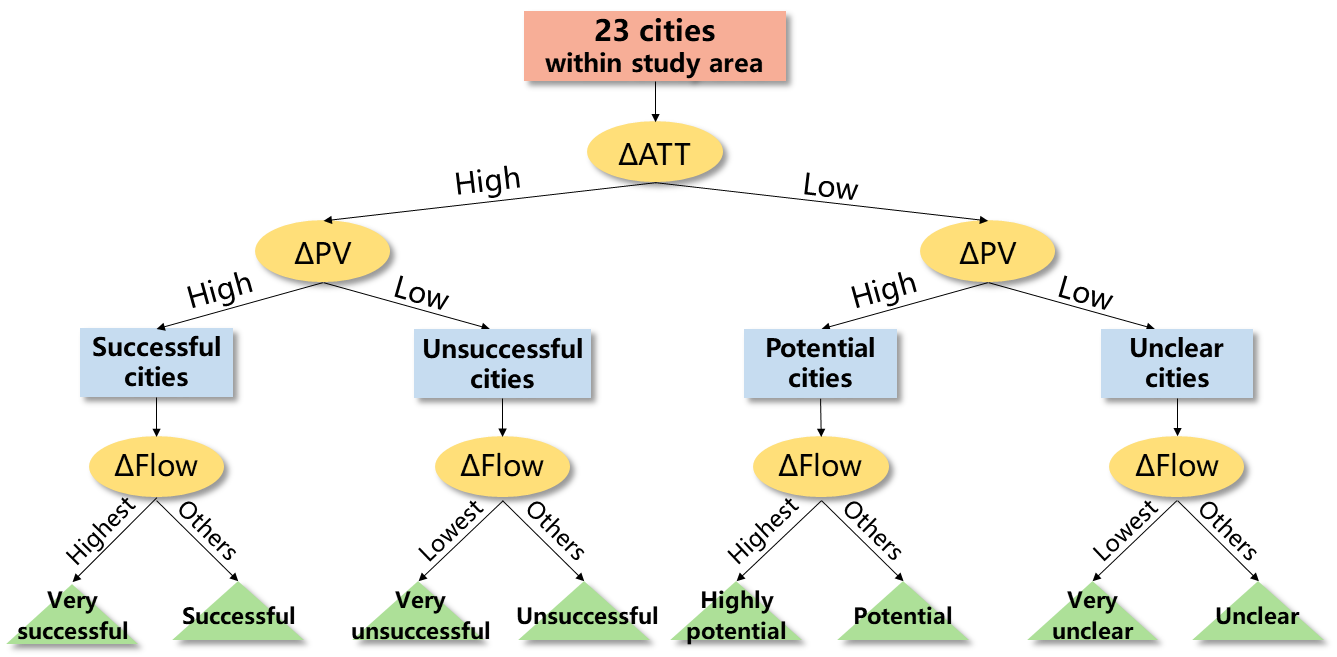 23 cities
within study area
ΔATT
High
Low
ΔPV
ΔPV
High
Low
High
Low
Successful
cities
Unsuccessful
cities
Potential
cities
Unclear
cities
ΔFlow
ΔFlow
ΔFlow
ΔFlow
Highest
Others
Lowest
Others
Highest
Others
Lowest
Others
Very
successful
Successful
Very
unsuccessful
Unsuccessful
Highly
potential
Potential
Very
unclear
Unclear